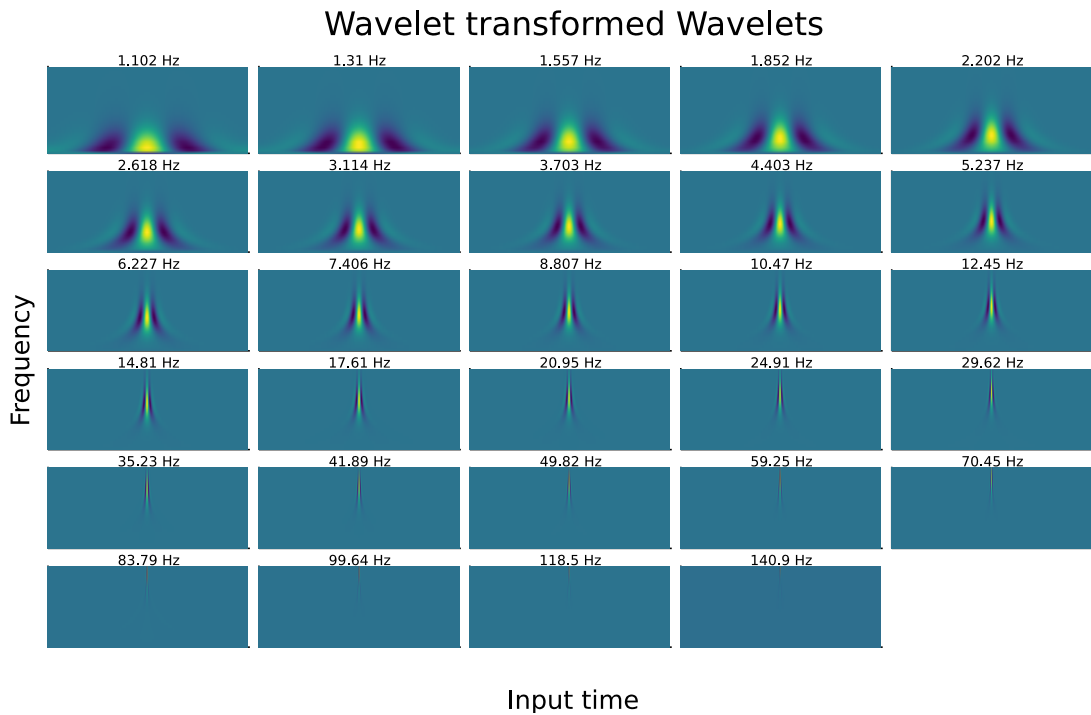 Wavelet transformed Wavelets
1.102 Hz 1.31 Hz 1.557 Hz 1.852 Hz 2.202 Hz
2.618 Hz 3.114 Hz 3.703 Hz 4.403 Hz 5.237 Hz
6.227 Hz 7.406 Hz 8.807 Hz 10.47 Hz 12.45 Hz
14.81 Hz 17.61 Hz 20.95 Hz 24.91 Hz 29.62 Hz
35.23 Hz 41.89 Hz 49.82 Hz 59.25 Hz 70.45 Hz
83.79 Hz 99.64 Hz 118.5 Hz 140.9 Hz
Frequency
Input time